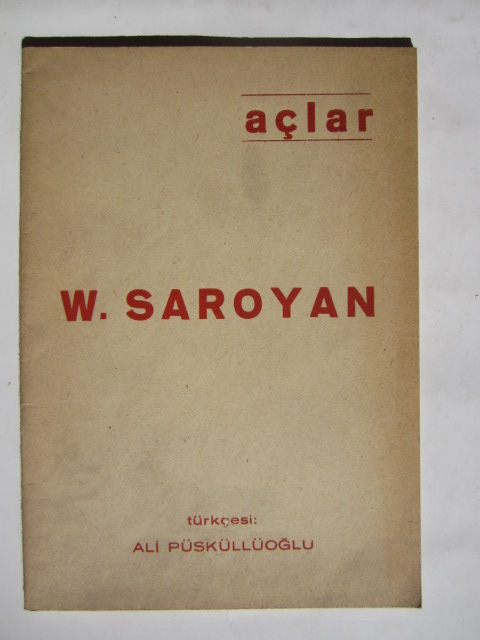 açlar
W. SAROYAN
türkçesi:
ALİ PÜSKÜLLÜOĞLU